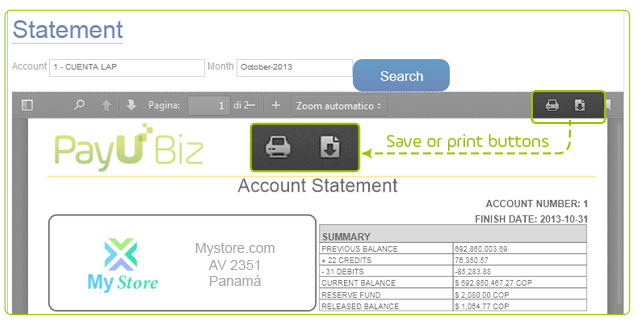 Statement
Account 1 - CUENTA LAP Month October-2013
Search
Pagina: 1 di 2 Zoom automatico
Save or print buttons
PayU Biz
Account Statement
ACCOUNT NUMBER: 1
FINISH DATE: 2013-10-31
My Store
Mystore.com
AV 2351
Panamá
SUMMARY
PREVIOUS BALANCE 692,860,003.69
+ 22 CREDITS 76,350.57
- 31 DEBITS -85,283.88
CURRENT BALANCE $ 692,850,467.27 COP
RESERVE FUND $ 2,080.00 COP
RELEASED BALANCE $ 1,064.77 COP